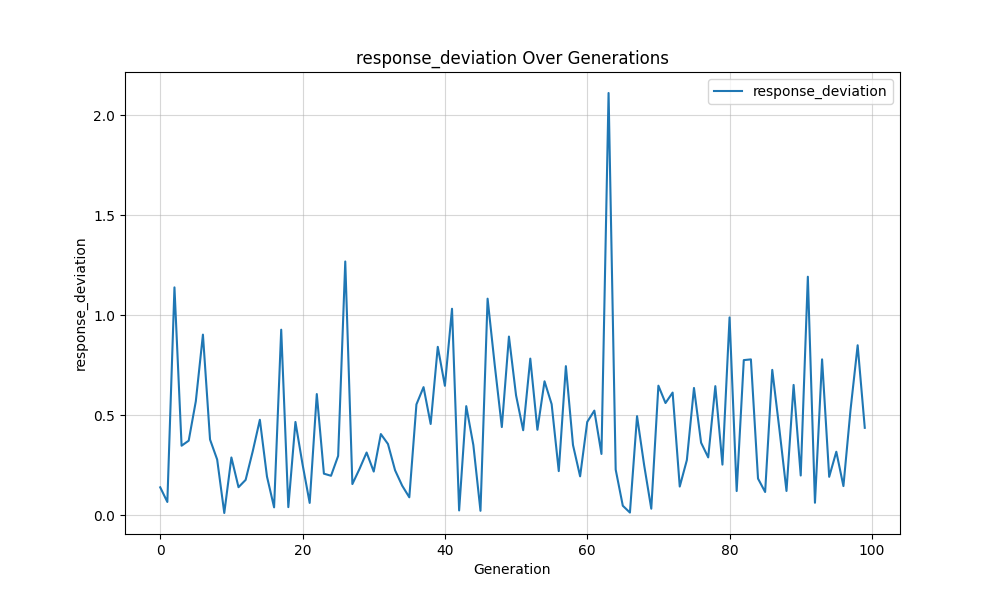 response_deviation Over Generations
response_deviation
2.0
1.5
1.0
0.5
0.0
response_deviation
0 20 40 60 80 100
Generation